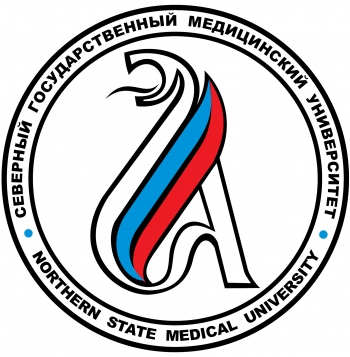 СЕВЕРНЫЙ ГОСУДАРСТВЕННЫЙ МЕДИЦИНСКИЙ УНИВЕРСИТЕТ
NORTHERN STATE MEDICAL UNIVERSITY